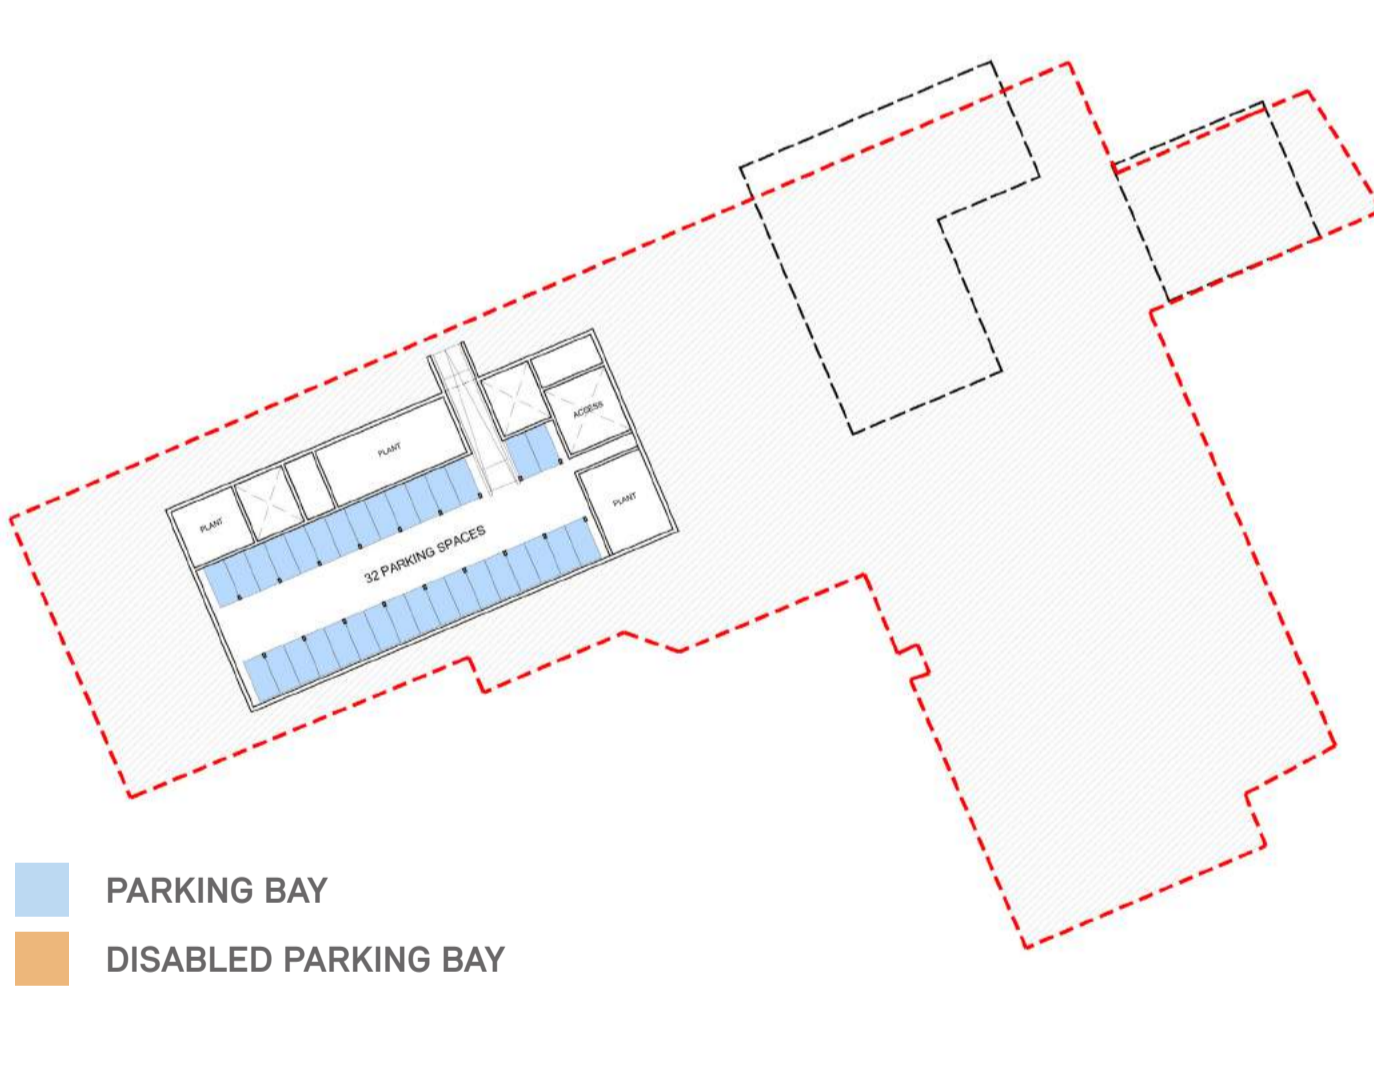 ACCESS
PLANT
PLANT
PLANT
32 PARKING SPACES
PARKING BAY
DISABLED PARKING BAY